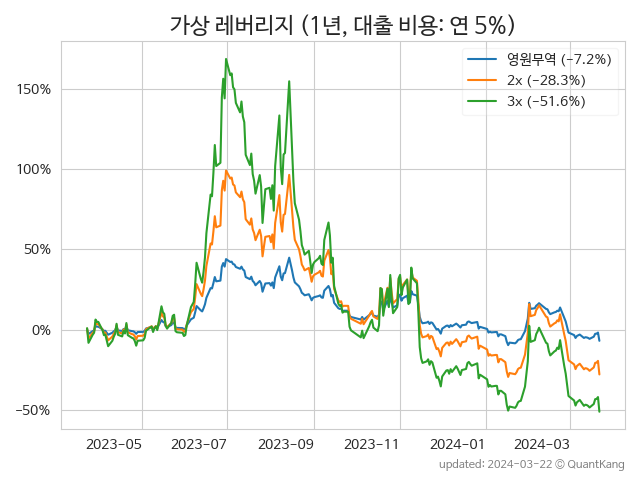 가상 레버리지 (1년, 대출 비용: 연 5%)
영원무역 (−7.2%)
2x (−28.3%)
3x (−51.6%)
150%
100%
50%
0%
−50%
2023-05
2023-07
2023-09
2023-11
2024-01
2024-03
updated: 2024-03-22 © QuantKang